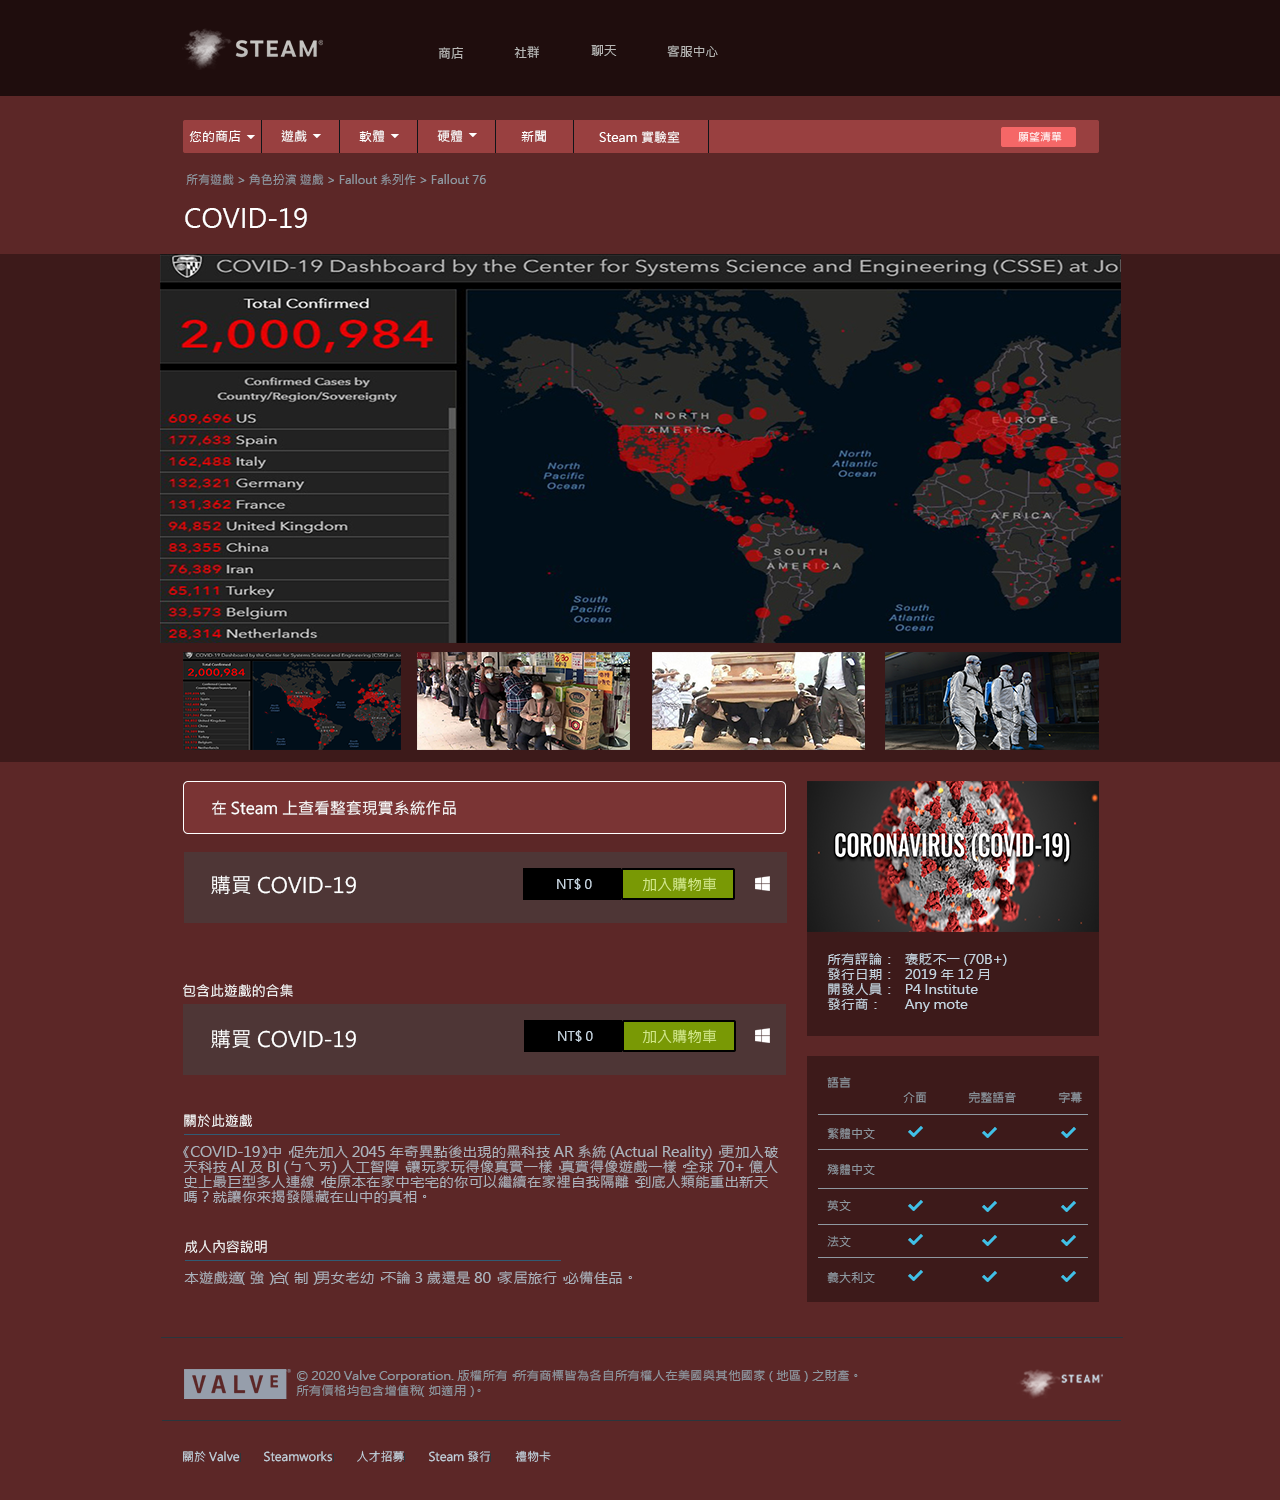 STEAM
商店 社群 聊天 客服中心
您的商店 遊戲 軟體 硬體 新聞 Steam 實驗室 願望清單
所有遊戲 > 角色扮演 遊戲 > Fallout 系列作 > Fallout 76
COVID-19
COVID-19 Dashboard by the Center for Systems Science and Engineering (CSSE) at Jo
Total Confirmed
2,000,984
Confirmed Cases by
Country/Region/Sovereignty
609,696 US
177,633 Spain
162,488 Italy
132,321 Germany
131,362 France
94,852 United Kingdom
83,355 China
76,389 Iran
65,111 Turkey
33,573 Belgium
28,314 Netherlands
NORTH
AMERICA
EUROPE
North
Pacific
Ocean
North
Atlantic
Ocean
AFRICA
SOUTH
AMERICA
South
Pacific
Ocean
South
Atlantic
Ocean
COVID-19 Dashboard by the Center for Systems Science and Engineering (CSSE) at Jo
Total Confirmed
2,000,984
在 Steam 上查看整套現實系統作品
購買 COVID-19
NT$ 0
加入購物車
包含此遊戲的合集
購買 COVID-19
NT$ 0
加入購物車
關於此遊戲
《COVID-19》中，促先加入 2045 年奇異點後出現的黑科技 AR 系統 (Actual Reality)，更加入破
天科技 AI 及 BI (ㄅㄟㄞ) 人工智障，讓玩家玩得像真實一樣，真實得像遊戲一樣，全球 70+ 億人
史上最巨型多人連線，使原本在家中宅宅的你可以繼續在家裡自我隔離，到底人類能重出新天
嗎？就讓你來揭發隱藏在山中的真相。
成人內容說明
本遊戲適(強)合(制)男女老幼，不論 3 歲還是 80，家居旅行，必備佳品。
CORONAVIRUS (COVID-19)
所有評論： 褒貶不一 (70B+)
發行日期： 2019 年 12 月
開發人員： P4 Institute
發行商： Any mote
語言
介面 完整語音 字幕
繁體中文
殘體中文
英文
法文
義大利文
VALVE
© 2020 Valve Corporation. 版權所有，所有商標皆為各自所有權人在美國與其他國家 (地區) 之財產。
所有價格均包含增值稅(如適用)。
STEAM
關於 Valve Steamworks 人才招募 Steam 發行 禮物卡